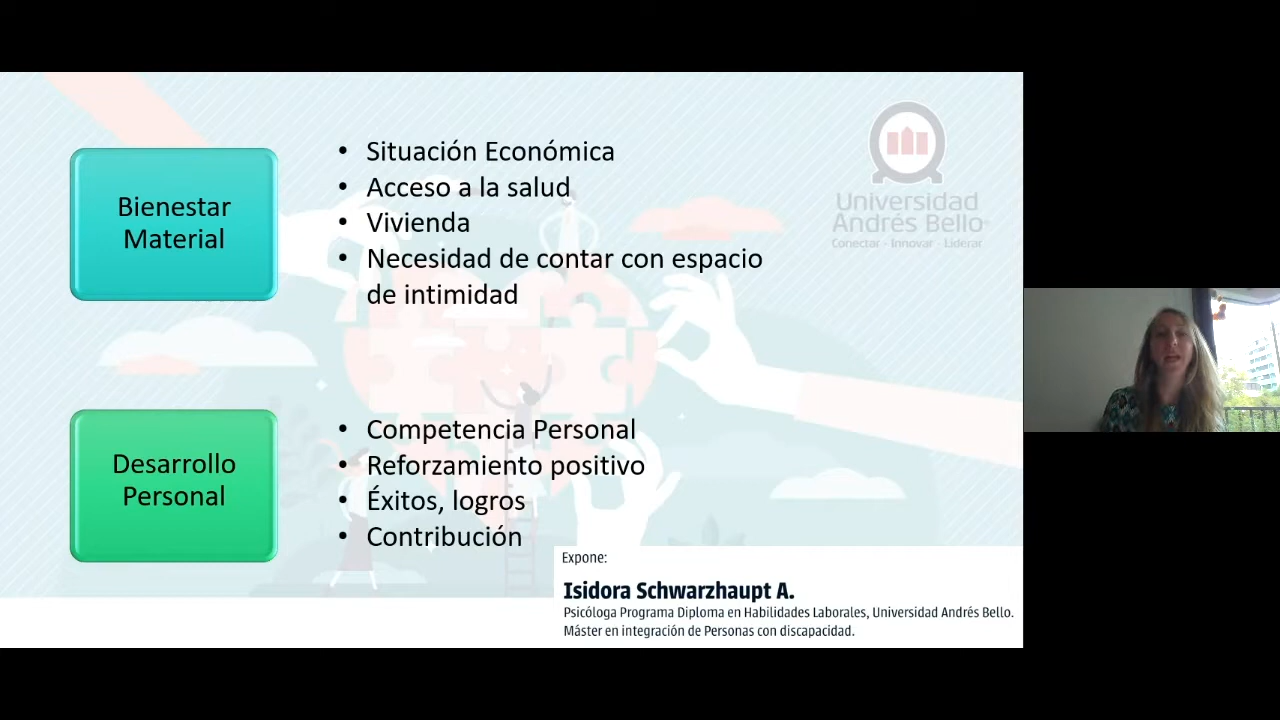 Bienestar
Material
• Situación Económica
• Acceso a la salud
• Vivienda
• Necesidad de contar con espacio
de intimidad
Universidad
Andrés Bello
Conectar - Innovar - Liderar
Desarrollo
Personal
• Competencia Personal
• Reforzamiento positivo
• Éxitos, logros
• Contribución
Expone:
Isidora Schwarzhaupt A.
Psicóloga Programa Diploma en Habilidades Laborales, Universidad Andrés Bello.
Máster en integración de Personas con discapacidad.